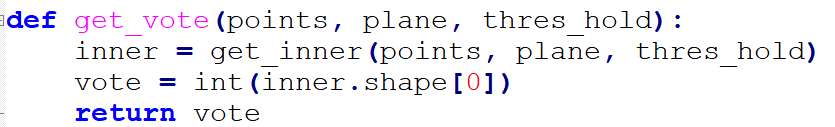 def get_vote(points, plane, thres_hold):
    inner = get_inner(points, plane, thres_hold)
    vote = int(inner.shape[0])
    return vote